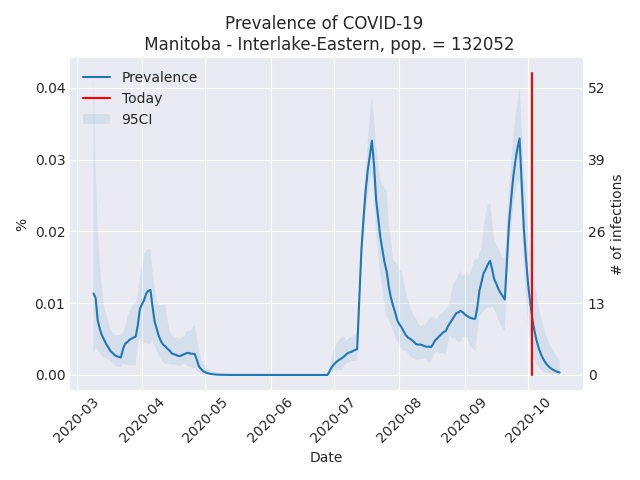 Prevalence of COVID-19
Manitoba - Interlake-Eastern, pop. = 132052
Prevalence
Today
95CI
0.04
0.03
0.02
0.01
0.00
%
52
39
26
13
0
# of infections
2020-03
2020-04
2020-05
2020-06
2020-07
2020-08
2020-09
2020-10
Date